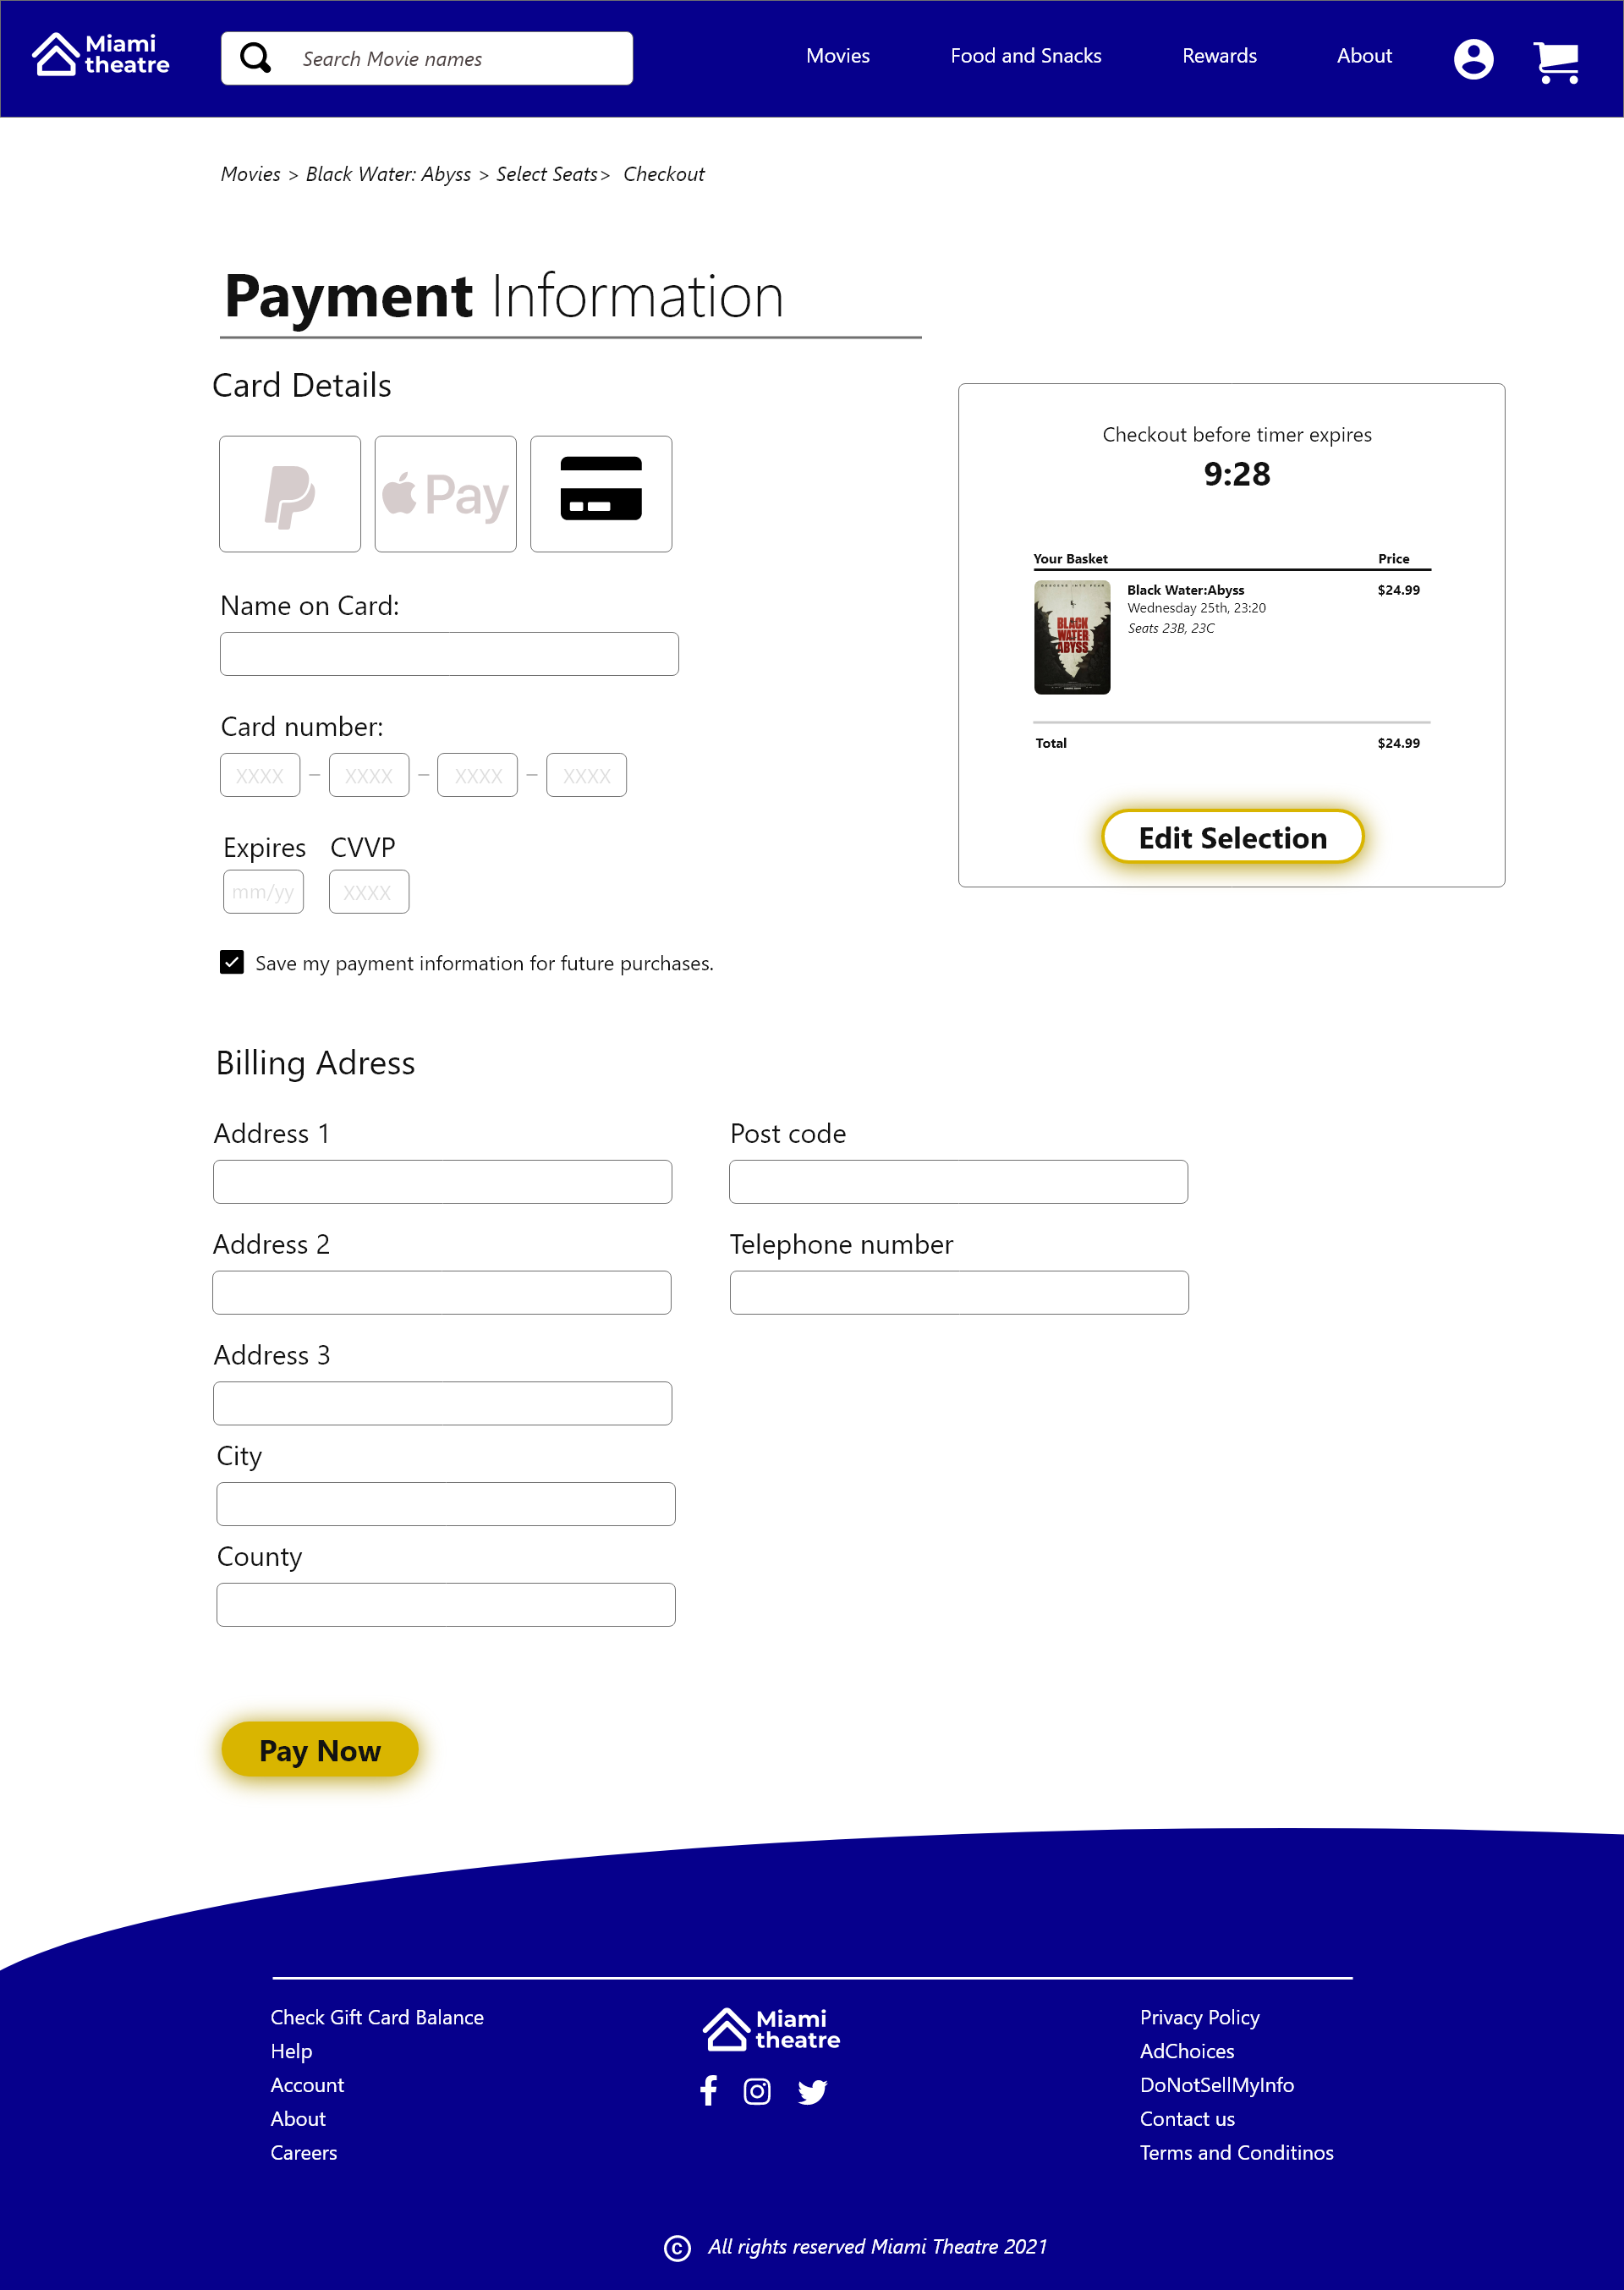 Miami
theatre
Search Movie names
Movies
Food and Snacks
Rewards
About
Movies > Black Water: Abyss > Select Seats > Checkout
Payment Information
Card Details
Pay
Checkout before timer expires
9:28
Your Basket Price
Black Water:Abyss $24.99
Wednesday 25th, 23:20
Seats 23B, 23C
BLACK
WATER
ABYSS
Total $24.99
Edit Selection
Name on Card:
Card number:
XXXX – XXXX – XXXX – XXXX
Expires CVVP
mm/yy XXXX
Save my payment information for future purchases.
Billing Adress
Address 1
Post code
Address 2
Telephone number
Address 3
City
County
Pay Now
Check Gift Card Balance
Help
Account
About
Careers
Miami
theatre
Privacy Policy
AdChoices
DoNotSellMyInfo
Contact us
Terms and Conditinos
© All rights reserved Miami Theatre 2021